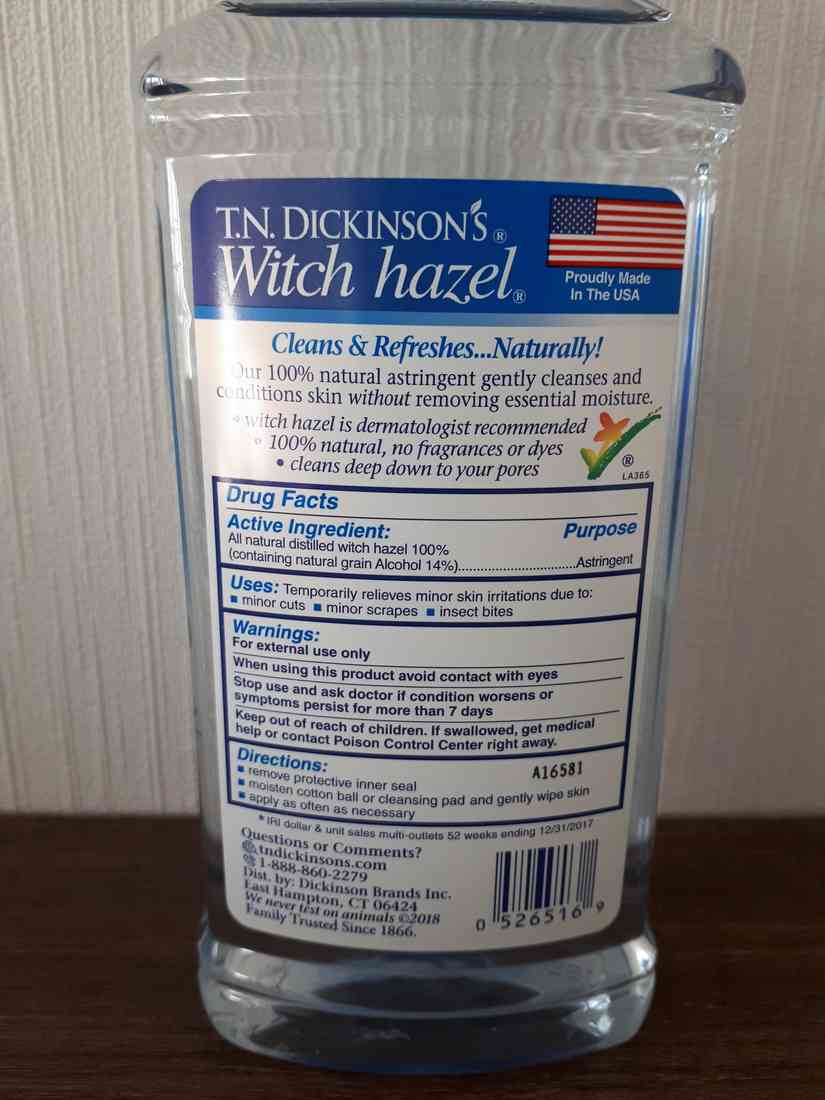 T.N. DICKINSON'S®
Witch hazel®
Proudly Made
In The USA
Cleans & Refreshes...Naturally!
Our 100% natural astringent gently cleanses and
conditions skin without removing essential moisture.
• witch hazel is dermatologist recommended
• 100% natural, no fragrances or dyes
• cleans deep down to your pores
®
LA365
Drug Facts
Active Ingredient: Purpose
All natural distilled witch hazel 100%
(containing natural grain Alcohol 14%)................................Astringent
Uses: Temporarily relieves minor skin irritations due to:
■ minor cuts ■ minor scrapes ■ insect bites
Warnings:
For external use only
When using this product avoid contact with eyes
Stop use and ask doctor if condition worsens or
symptoms persist for more than 7 days
Keep out of reach of children. If swallowed, get medical
help or contact Poison Control Center right away.
Directions:
A16581
■ remove protective inner seal
■ moisten cotton ball or cleansing pad and gently wipe skin
■ apply as often as necessary
* IRI dollar & unit sales multi-outlets 52 weeks ending 12/31/2017
Questions or Comments?
tndickinsons.com
1-888-860-2279
Dist. by: Dickinson Brands Inc.
East Hampton, CT 06424
We never test on animals ©2018
Family Trusted Since 1866.
0 526516 9